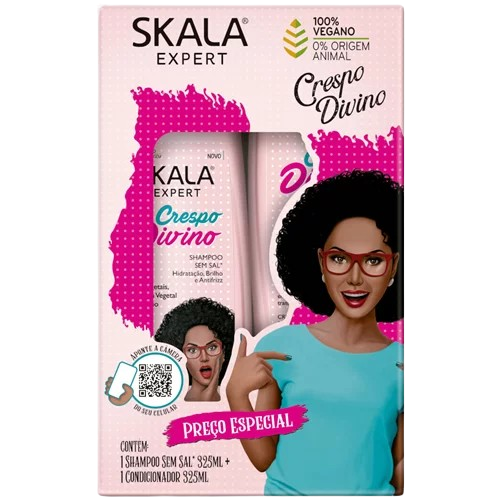 SKALA®
EXPERT
100%
VEGANO
0% ORIGEM
ANIMAL
Crespo
Divino
NOVO
KALA®
EXPERT
Crespo
Divino
SHAMPOO
SEM SAL*
Hidratação, Brilho
e Antifrizz
Vegetal
D
APONTE A CÂMERA
DO SEU CELULAR
PREÇO ESPECIAL
CONTÉM:
1 SHAMPOO SEM SAL* 325ML +
1 CONDICIONADOR 325ML